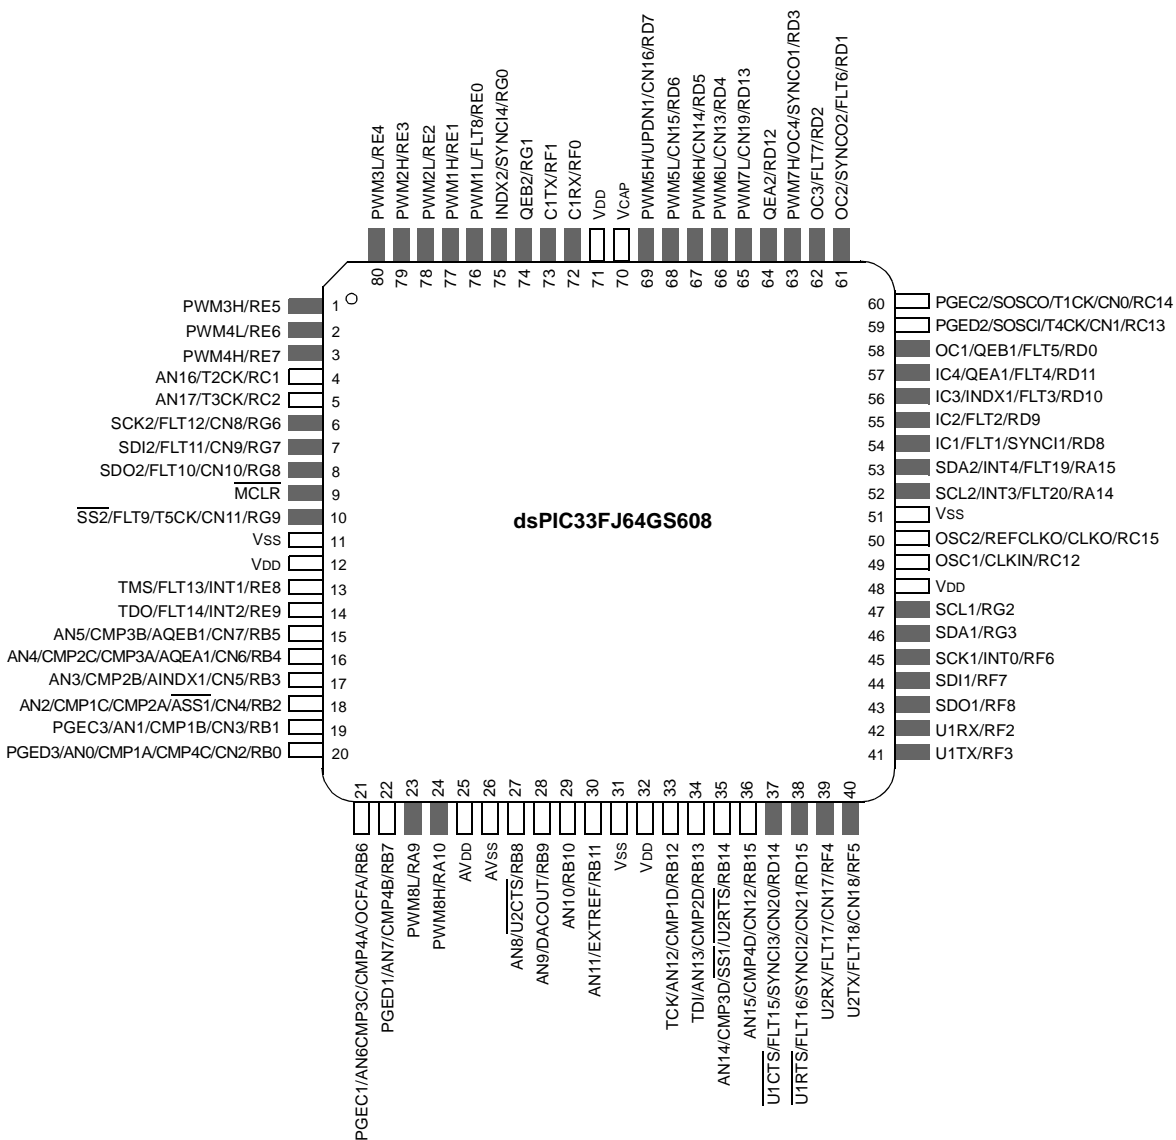 PWM3L/RE4
PWM2H/RE3
PWM2L/RE2
PWM1H/RE1
PWM1L/FLT8/RE0
INDX2/SYNCI4/RG0
QEB2/RG1
C1TX/RF1
C1RX/RF0
VDD
VCAP
PWM5H/UPDN1/CN16/RD7
PWM5L/CN15/RD6
PWM6H/CN14/RD5
PWM6L/CN13/RD4
PWM7L/CN19/RD13
QEA2/RD12
PWM7H/OC4/SYNCO1/RD3
OC3/FLT7/RD2
OC2/SYNCO2/FLT6/RD1
80 79 78 77 76 75 74 73 72 71 70 69 68 67 66 65 64 63 62 61
PWM3H/RE5 1
PWM4L/RE6 2
PWM4H/RE7 3
AN16/T2CK/RC1 4
AN17/T3CK/RC2 5
SCK2/FLT12/CN8/RG6 6
SDI2/FLT11/CN9/RG7 7
SDO2/FLT10/CN10/RG8 8
MCLR 9
SS2/FLT9/T5CK/CN11/RG9 10
VSS 11
VDD 12
TMS/FLT13/INT1/RE8 13
TDO/FLT14/INT2/RE9 14
AN5/CMP3B/AQEB1/CN7/RB5 15
AN4/CMP2C/CMP3A/AQEA1/CN6/RB4 16
AN3/CMP2B/AINDX1/CN5/RB3 17
AN2/CMP1C/CMP2A/ASS1/CN4/RB2 18
PGEC3/AN1/CMP1B/CN3/RB1 19
PGED3/AN0/CMP1A/CMP4C/CN2/RB0 20
dsPIC33FJ64GS608
60 PGEC2/SOSCO/T1CK/CN0/RC14
59 PGED2/SOSCI/T4CK/CN1/RC13
58 OC1/QEB1/FLT5/RD0
57 IC4/QEA1/FLT4/RD11
56 IC3/INDX1/FLT3/RD10
55 IC2/FLT2/RD9
54 IC1/FLT1/SYNCI1/RD8
53 SDA2/INT4/FLT19/RA15
52 SCL2/INT3/FLT20/RA14
51 VSS
50 OSC2/REFCLKO/CLKO/RC15
49 OSC1/CLKIN/RC12
48 VDD
47 SCL1/RG2
46 SDA1/RG3
45 SCK1/INT0/RF6
44 SDI1/RF7
43 SDO1/RF8
42 U1RX/RF2
41 U1TX/RF3
21 22 23 24 25 26 27 28 29 30 31 32 33 34 35 36 37 38 39 40
PGEC1/AN6CMP3C/CMP4A/OCFA/RB6
PGED1/AN7/CMP4B/RB7
PWM8L/RA9
PWM8H/RA10
AVDD
AVSS
AN8/U2CTS/RB8
AN9/DACOUT/RB9
AN10/RB10
AN11/EXTREF/RB11
VSS
VDD
TCK/AN12/CMP1D/RB12
TDI/AN13/CMP2D/RB13
AN14/CMP3D/SS1/U2RTS/RB14
AN15/CMP4D/CN12/RB15
U1CTS/FLT15/SYNCI3/CN20/RD14
U1RTS/FLT16/SYNCI2/CN21/RD15
U2RX/FLT17/CN17/RF4
U2TX/FLT18/CN18/RF5